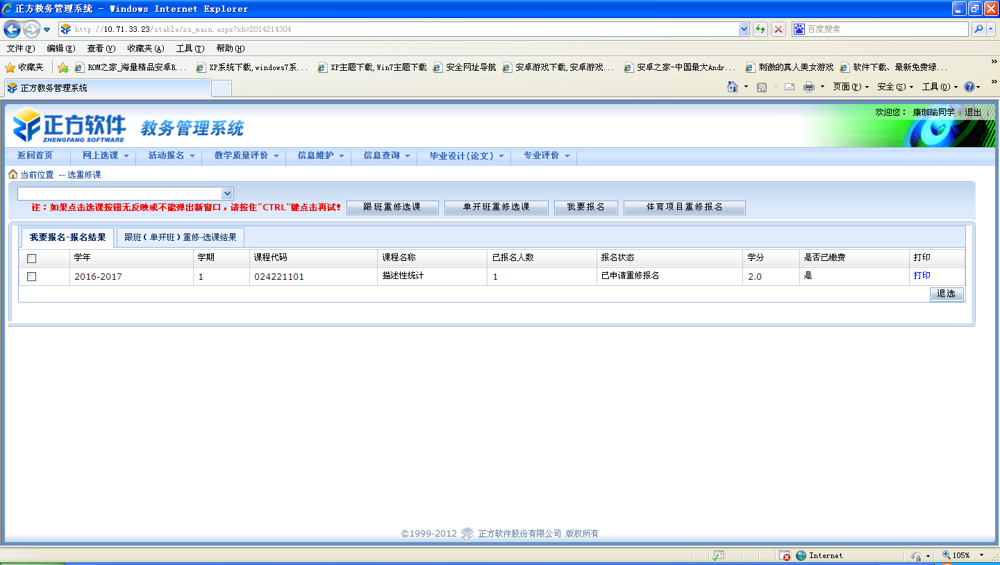 正方教务管理系统 - Windows Internet Explorer
http://10.71.33.23/stable/xs_main.aspx?xh=2014214304 百度搜索
文件(F) 编辑(E) 查看(V) 收藏夹(A) 工具(T) 帮助(H)
收藏夹 ROM之家_海量精品安卓R... XP系统下载,windows7系... XP主题下载,Win7主题下载 安全网址导航 安卓游戏下载,安卓游戏... 安卓之家-中国最大Andr... 刺激的真人美女游戏 软件下载、最新免费绿...
正方教务管理系统 页面(P) 安全(S) 工具(O)
欢迎您: 康珈瑜同学 退出
正方软件 ZHENGFANG SOFTWARE 教务管理系统
返回首页 网上选课 活动报名 教学质量评价 信息维护 信息查询 毕业设计(论文) 专业评价
当前位置 -- 选重修课
注:如果点击选课按钮无反映或不能弹出新窗口,请按住"CTRL"键点击再试! 跟班重修选课 单开班重修选课 我要报名 体育项目重修报名
我要报名-报名结果 跟班(单开班)重修-选课结果
学年 学期 课程代码 课程名称 已报名人数 报名状态 学分 是否已缴费 打印
2016-2017 1 024221101 描述性统计 1 已申请重修报名 2.0 是 打印
退选
©1999-2012 正方软件股份有限公司 版权所有
Internet 105%